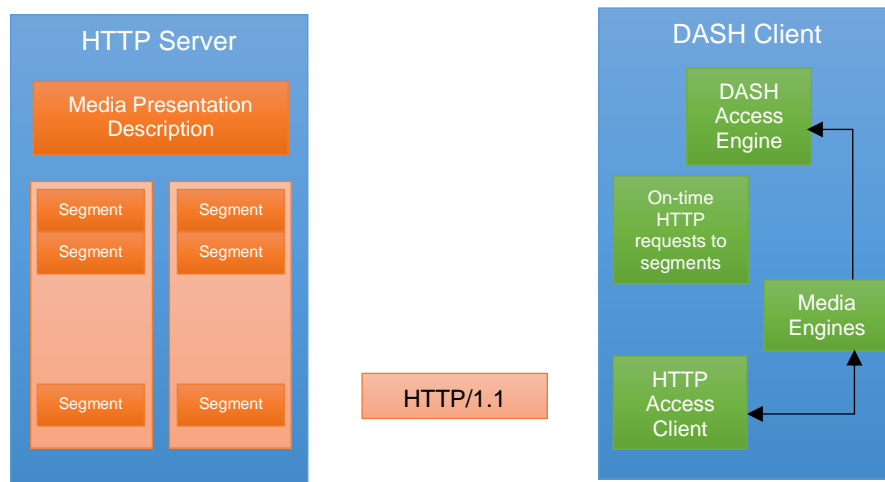 HTTP Server
Media Presentation
Description
Segment
Segment
Segment
Segment
Segment
Segment
HTTP/1.1
DASH Client
DASH
Access
Engine
On-time
HTTP
requests to
segments
Media
Engines
HTTP
Access
Client